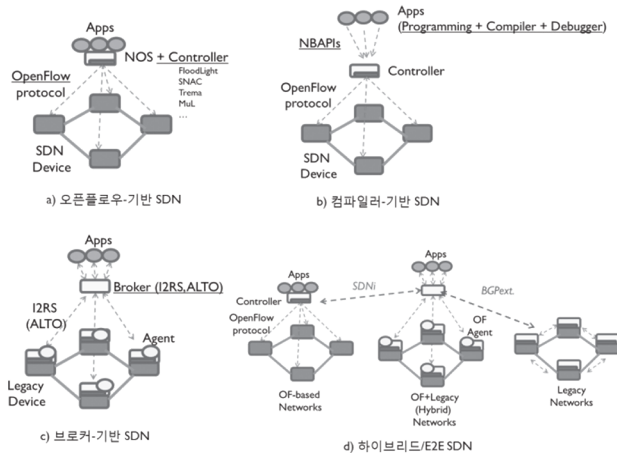 Apps
NOS + Controller
FloodLight
SNAC
Trema
MuL
...
OpenFlow
protocol
SDN
Device
a) 오픈플로우-기반 SDN
Apps
(Programming + Compiler + Debugger)
NBAPIs
Controller
OpenFlow
protocol
SDN
Device
b) 컴파일러-기반 SDN
Apps
Broker (I2RS,ALTO)
I2RS
(ALTO)
Agent
Legacy
Device
c) 브로커-기반 SDN
Apps
Controller
OpenFlow
protocol
OF-based
Networks
SDNi
Apps
OF
Agent
OF+Legacy
(Hybrid)
Networks
BGPext.
Legacy
Networks
d) 하이브리드/E2E SDN